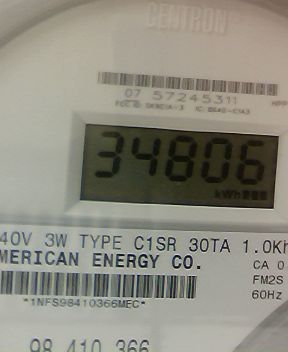 CENTRON
07 57245311
34806
kWh
40V 3W TYPE C1SR 30TA 1.0Kh
MERICAN ENERGY CO.
CA 0
FM2S
60Hz
*1NFS98410366MEC*
98 410 366